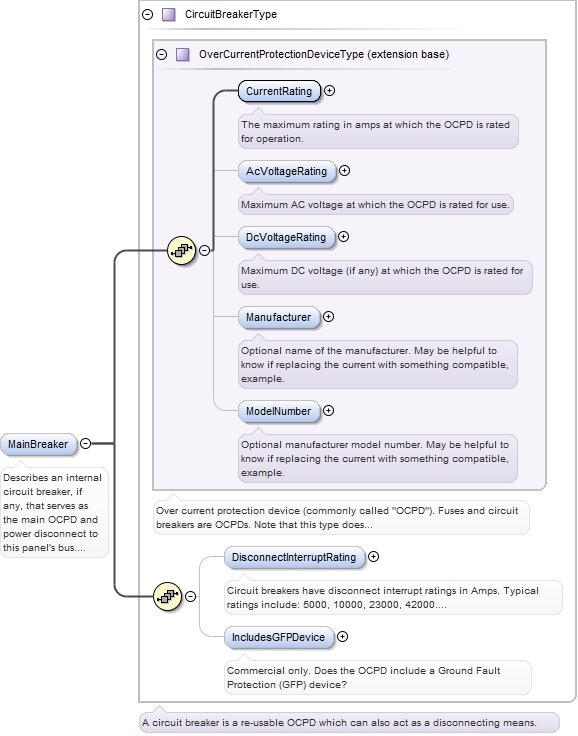 CircuitBreakerType
OverCurrentProtectionDeviceType (extension base)
CurrentRating
The maximum rating in amps at which the OCPD is rated
for operation.
AcVoltageRating
Maximum AC voltage at which the OCPD is rated for use.
DcVoltageRating
Maximum DC voltage (if any) at which the OCPD is rated for
use.
Manufacturer
Optional name of the manufacturer. May be helpful to
know if replacing the current with something compatible,
example.
ModelNumber
Optional manufacturer model number. May be helpful to
know if replacing the current with something compatible,
example.
MainBreaker
Describes an internal
circuit breaker, if
any, that serves as
the main OCPD and
power disconnect to
this panel's bus....
Over current protection device (commonly called "OCPD"). Fuses and circuit
breakers are OCPDs. Note that this type does...
DisconnectInterruptRating
Circuit breakers have disconnect interrupt ratings in Amps. Typical
ratings include: 5000, 10000, 23000, 42000....
IncludesGFPDevice
Commercial only. Does the OCPD include a Ground Fault
Protection (GFP) device?
A circuit breaker is a re-usable OCPD which can also act as a disconnecting means.